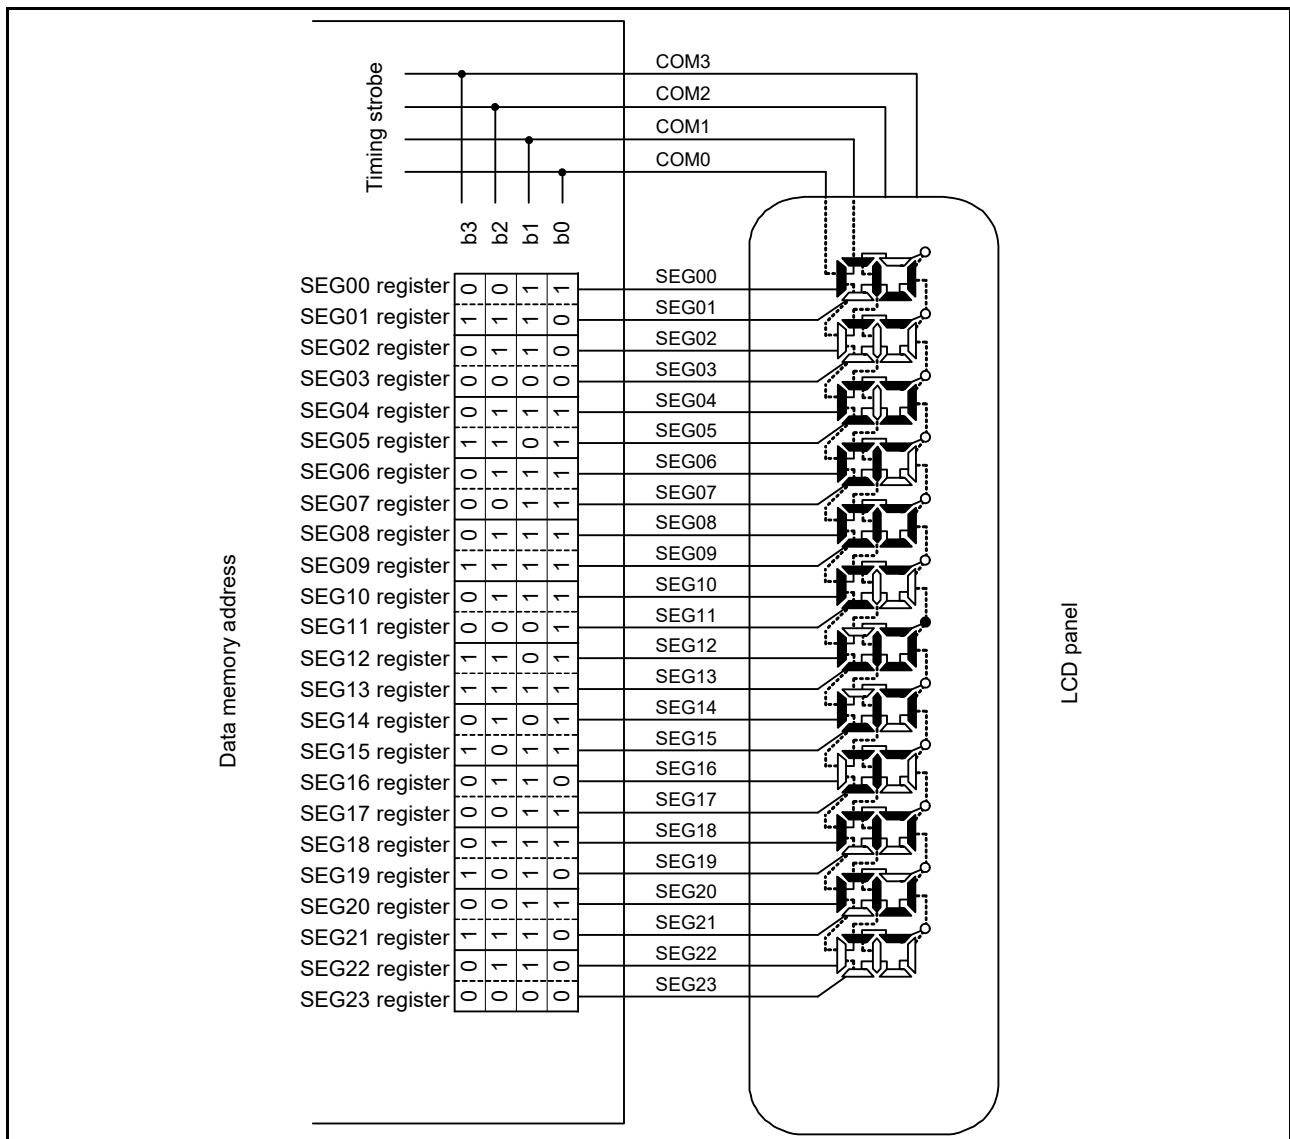 Timing strobe
COM3
COM2
COM1
COM0
b3 b2 b1 b0
SEG00 register 0 0 1 1 SEG00
SEG01 register 1 1 1 0 SEG01
SEG02 register 0 1 1 0 SEG02
SEG03 register 0 0 0 0 SEG03
SEG04 register 0 1 1 1 SEG04
SEG05 register 1 1 0 1 SEG05
SEG06 register 0 1 1 1 SEG06
SEG07 register 0 0 1 1 SEG07
SEG08 register 0 1 1 1 SEG08
SEG09 register 1 1 1 1 SEG09
SEG10 register 0 1 1 1 SEG10
SEG11 register 0 0 0 1 SEG11
SEG12 register 1 1 0 1 SEG12
SEG13 register 1 1 1 1 SEG13
SEG14 register 0 1 0 1 SEG14
SEG15 register 1 0 1 1 SEG15
SEG16 register 0 1 1 0 SEG16
SEG17 register 0 0 1 1 SEG17
SEG18 register 0 1 1 1 SEG18
SEG19 register 1 0 1 0 SEG19
SEG20 register 0 0 1 1 SEG20
SEG21 register 1 1 1 0 SEG21
SEG22 register 0 1 1 0 SEG22
SEG23 register 0 0 0 0 SEG23
Data memory address
LCD panel